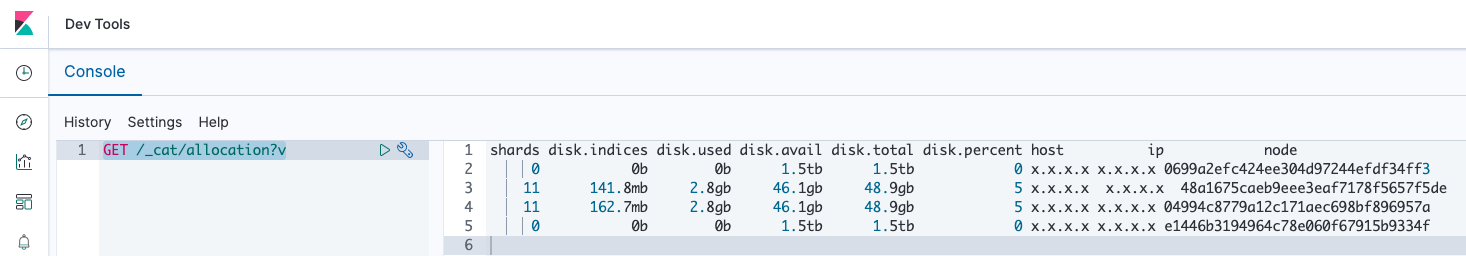 Dev Tools
Console
History Settings Help
1 GET /_cat/allocation?v
1 shards disk.indices disk.used disk.avail disk.total disk.percent host ip node
2 0 0b 0b 1.5tb 1.5tb 0 x.x.x.x x.x.x.x 0699a2efc424ee304d97244efdf34ff3
3 11 141.8mb 2.8gb 46.1gb 48.9gb 5 x.x.x.x x.x.x.x 48a1675caeb9eee3eaf7178f5657f5de
4 11 162.7mb 2.8gb 46.1gb 48.9gb 5 x.x.x.x x.x.x.x 04994c8779a12c171aec698bf896957a
5 0 0b 0b 1.5tb 1.5tb 0 x.x.x.x x.x.x.x e1446b3194964c78e060f67915b9334f
6